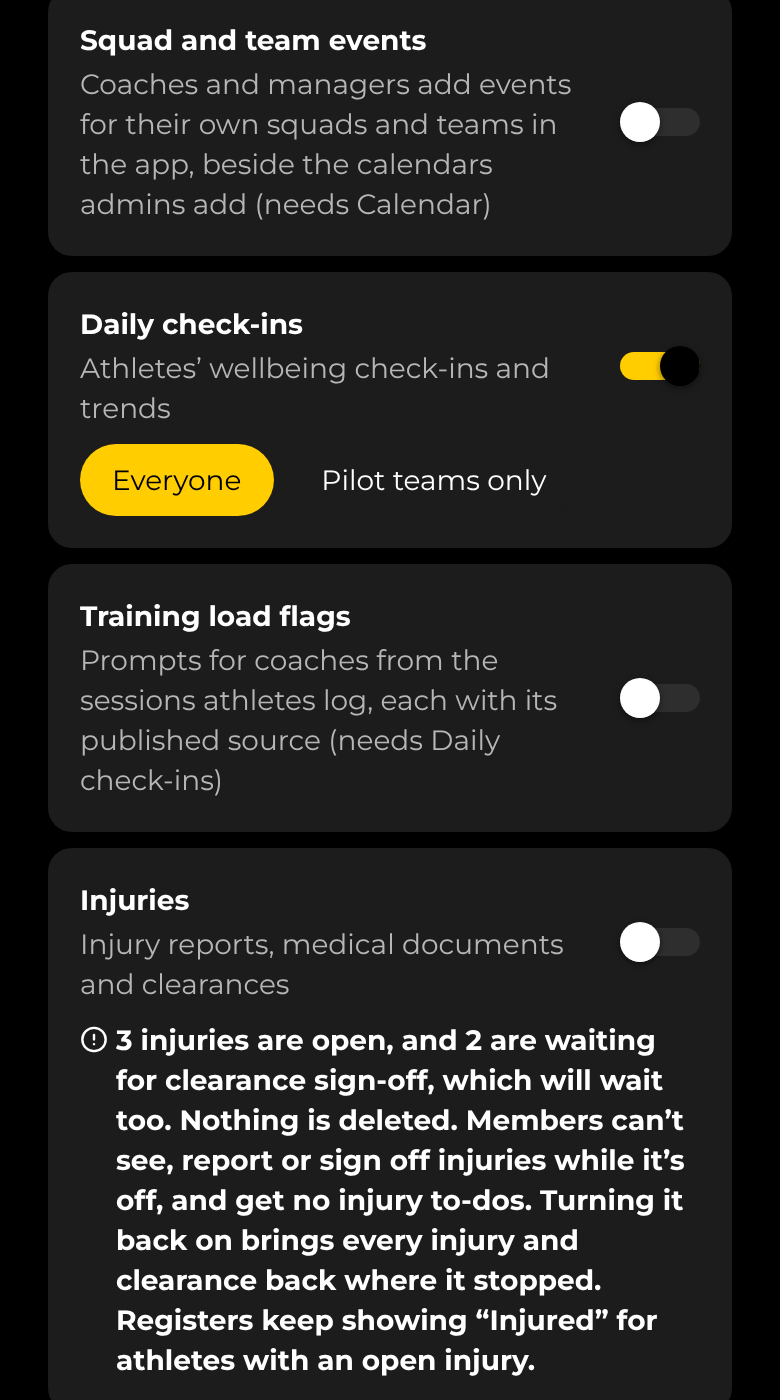 Squad and team events
Coaches and managers add events
for their own squads and teams in
the app, beside the calendars
admins add (needs Calendar)
Daily check-ins
Athletes’ wellbeing check-ins and
trends
Everyone
Pilot teams only
Training load flags
Prompts for coaches from the
sessions athletes log, each with its
published source (needs Daily
check-ins)
Injuries
Injury reports, medical documents
and clearances
3 injuries are open, and 2 are waiting
for clearance sign-off, which will wait
too. Nothing is deleted. Members can’t
see, report or sign off injuries while it’s
off, and get no injury to-dos. Turning it
back on brings every injury and
clearance back where it stopped.
Registers keep showing “Injured” for
athletes with an open injury.